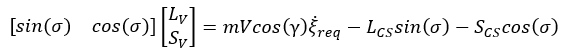 [sin(σ) cos(σ)] [L_V S_V] = mVcos(γ)ξ̇_req − L_CS sin(σ) − S_CS cos(σ)